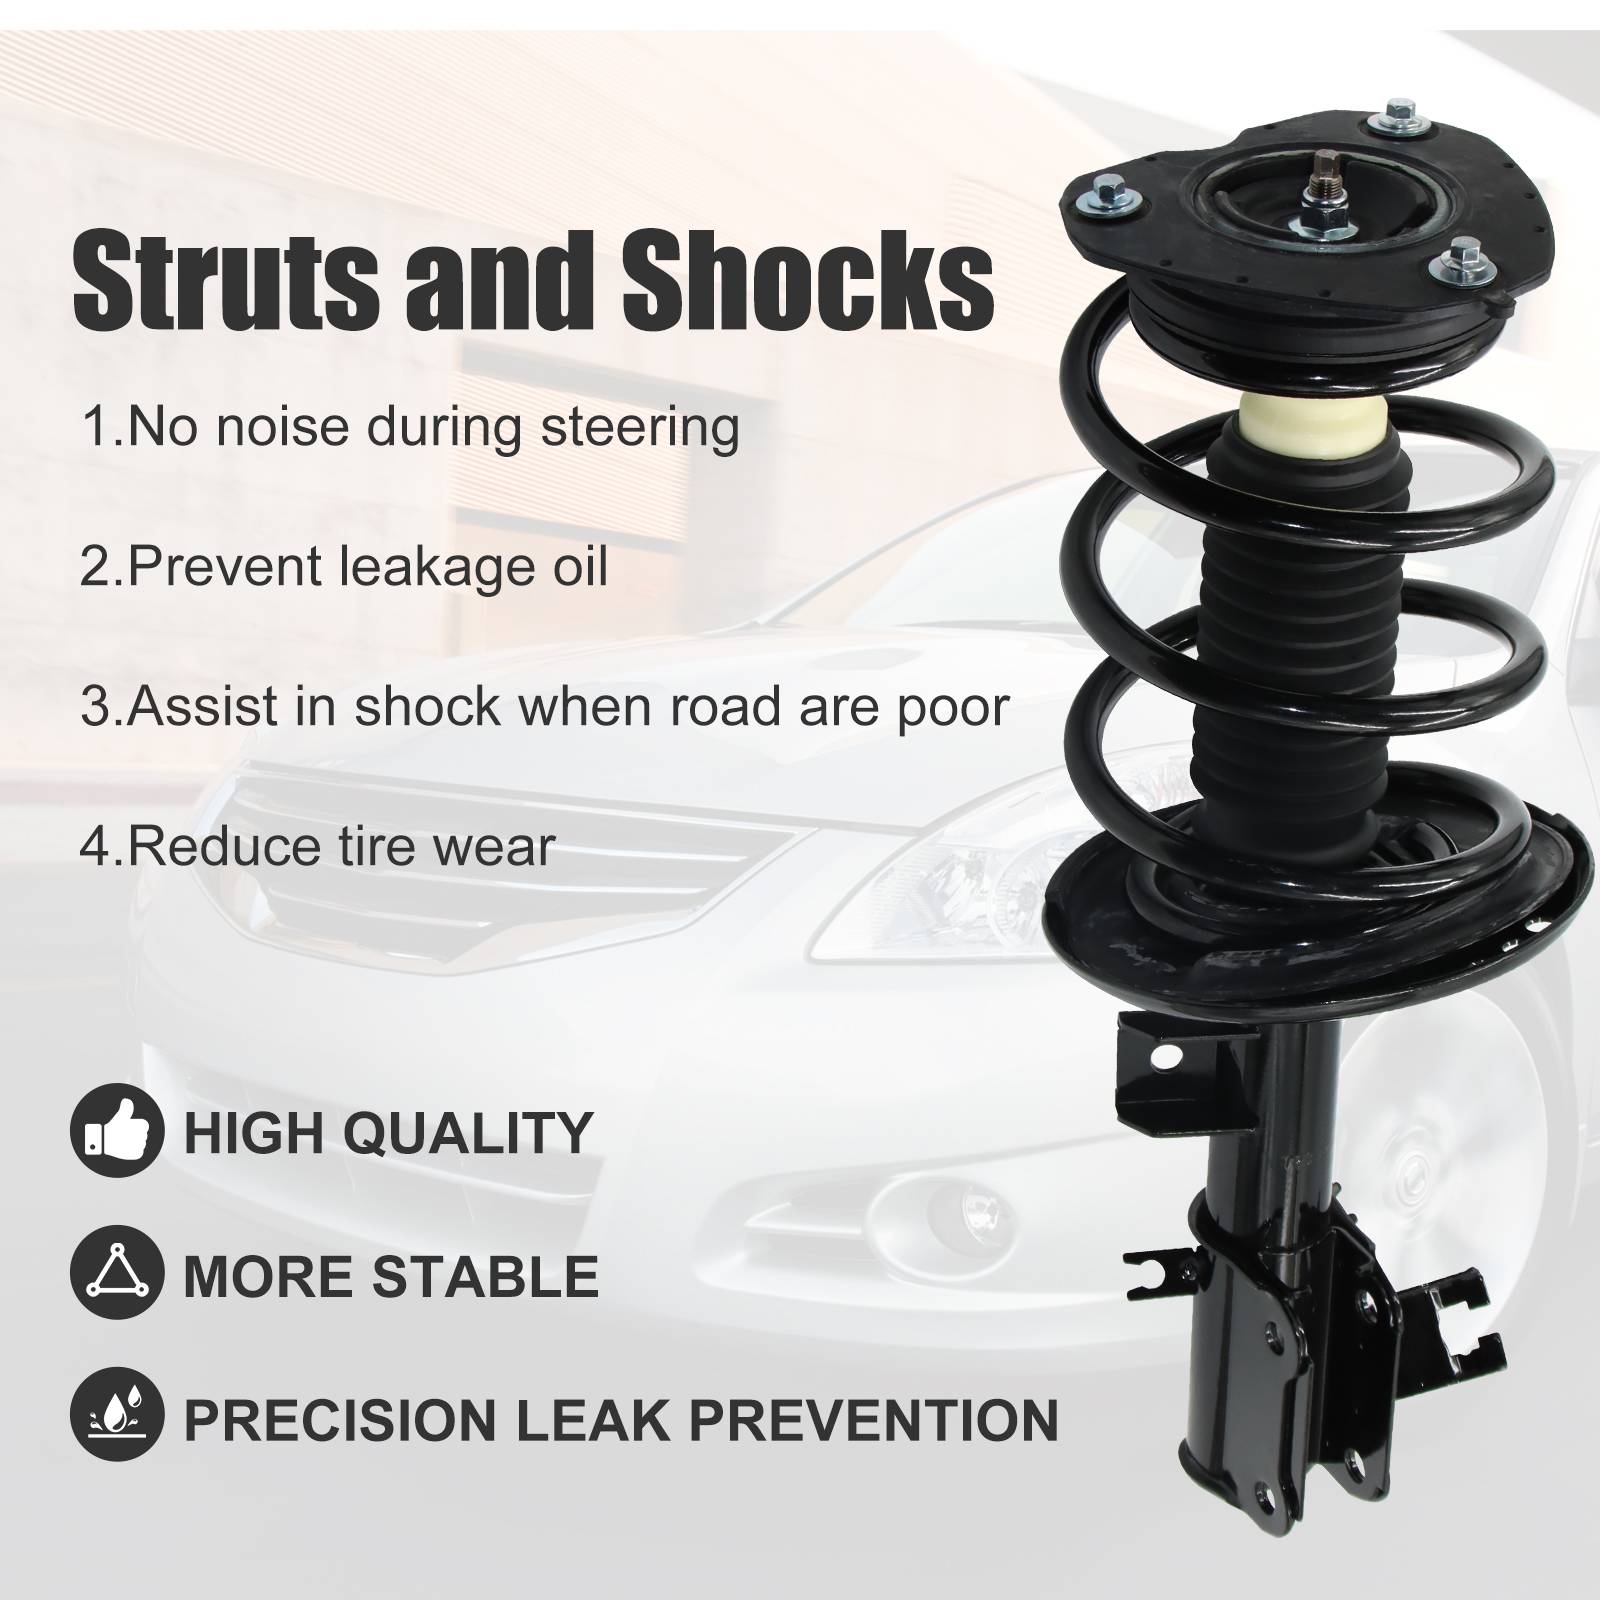 Struts and Shocks
1.No noise during steering
2.Prevent leakage oil
3.Assist in shock when road are poor
4.Reduce tire wear
HIGH QUALITY
MORE STABLE
PRECISION LEAK PREVENTION